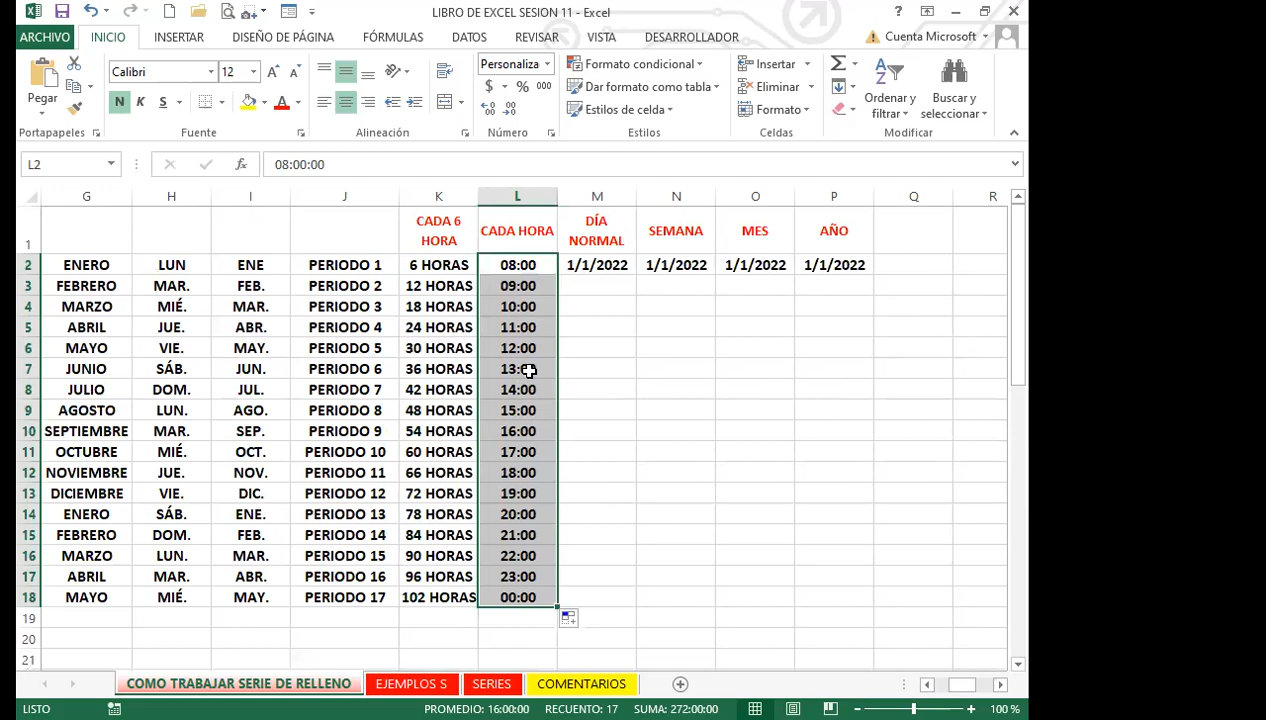 LIBRO DE EXCEL SESION 11 - Excel
ARCHIVO INICIO INSERTAR DISEÑO DE PÁGINA FÓRMULAS DATOS REVISAR VISTA DESARROLLADOR Cuenta Microsoft
Calibri 12 Personaliza Formato condicional Insertar
Pegar Dar formato como tabla Eliminar Ordenar y filtrar Buscar y seleccionar
N K S $ % 000 Estilos de celda Formato
Portapapeles Fuente Alineación Número Estilos Celdas Modificar
L2 fx 08:00:00
G H I J K L M N O P Q R
1 CADA 6 HORA CADA HORA DÍA NORMAL SEMANA MES AÑO
2 ENERO LUN ENE PERIODO 1 6 HORAS 08:00 1/1/2022 1/1/2022 1/1/2022 1/1/2022
3 FEBRERO MAR. FEB. PERIODO 2 12 HORAS 09:00
4 MARZO MIÉ. MAR. PERIODO 3 18 HORAS 10:00
5 ABRIL JUE. ABR. PERIODO 4 24 HORAS 11:00
6 MAYO VIE. MAY. PERIODO 5 30 HORAS 12:00
7 JUNIO SÁB. JUN. PERIODO 6 36 HORAS 13:00
8 JULIO DOM. JUL. PERIODO 7 42 HORAS 14:00
9 AGOSTO LUN. AGO. PERIODO 8 48 HORAS 15:00
10 SEPTIEMBRE MAR. SEP. PERIODO 9 54 HORAS 16:00
11 OCTUBRE MIÉ. OCT. PERIODO 10 60 HORAS 17:00
12 NOVIEMBRE JUE. NOV. PERIODO 11 66 HORAS 18:00
13 DICIEMBRE VIE. DIC. PERIODO 12 72 HORAS 19:00
14 ENERO SÁB. ENE. PERIODO 13 78 HORAS 20:00
15 FEBRERO DOM. FEB. PERIODO 14 84 HORAS 21:00
16 MARZO LUN. MAR. PERIODO 15 90 HORAS 22:00
17 ABRIL MAR. ABR. PERIODO 16 96 HORAS 23:00
18 MAYO MIÉ. MAY. PERIODO 17 102 HORAS 00:00
19
20
21
COMO TRABAJAR SERIE DE RELLENO EJEMPLOS S SERIES COMENTARIOS
LISTO PROMEDIO: 16:00:00 RECUENTO: 17 SUMA: 272:00:00 100 %